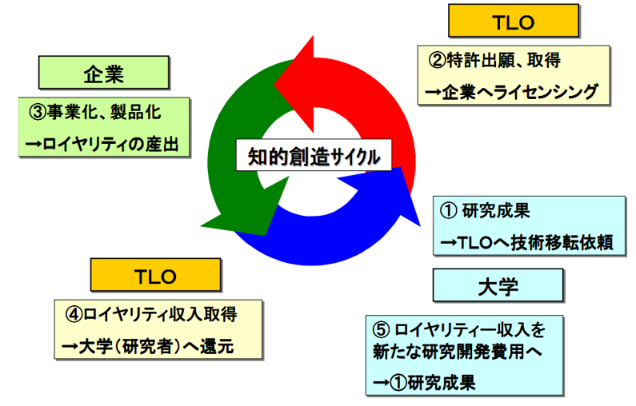 TLO
②特許出願、取得
→企業へライセンシング
企業
③事業化、製品化
→ロイヤリティの産出
知的創造サイクル
① 研究成果
→TLOへ技術移転依頼
大学
⑤ ロイヤリティー収入を
新たな研究開発費用へ
→①研究成果
TLO
④ロイヤリティ収入取得
→大学(研究者)へ還元